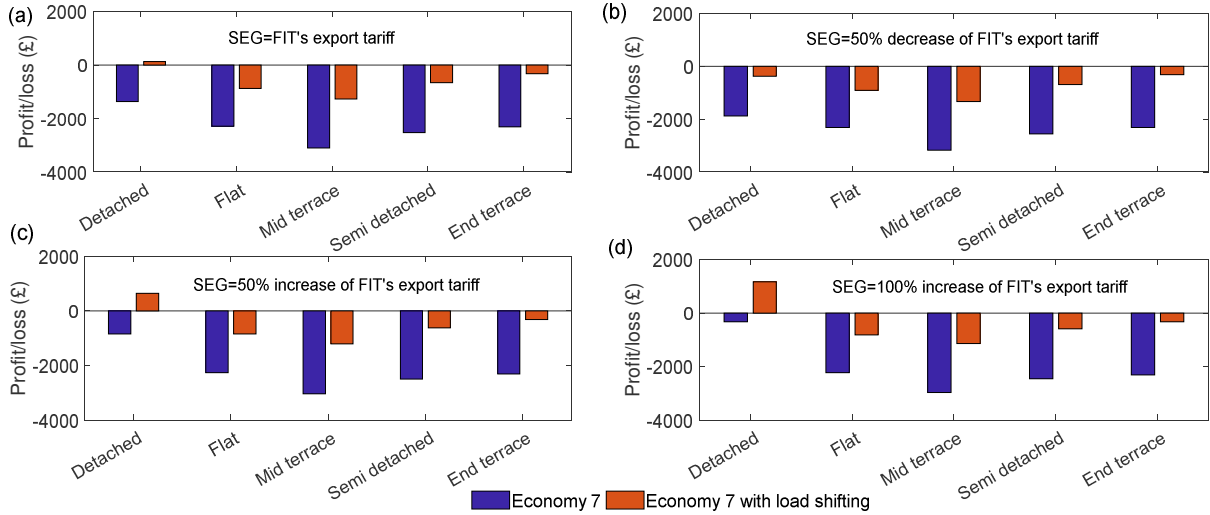 (a)
2000
0
-2000
-4000
Profit/loss (£)
SEG=FIT's export tariff
Detached
Flat
Mid terrace
Semi detached
End terrace
(b)
2000
0
-2000
-4000
Profit/loss (£)
SEG=50% decrease of FIT's export tariff
Detached
Flat
Mid terrace
Semi detached
End terrace
(c)
2000
0
-2000
-4000
Profit/loss (£)
SEG=50% increase of FIT's export tariff
Detached
Flat
Mid terrace
Semi detached
End terrace
(d)
2000
0
-2000
-4000
Profit/loss (£)
SEG=100% increase of FIT's export tariff
Detached
Flat
Mid terrace
Semi detached
End terrace
Economy 7
Economy 7 with load shifting